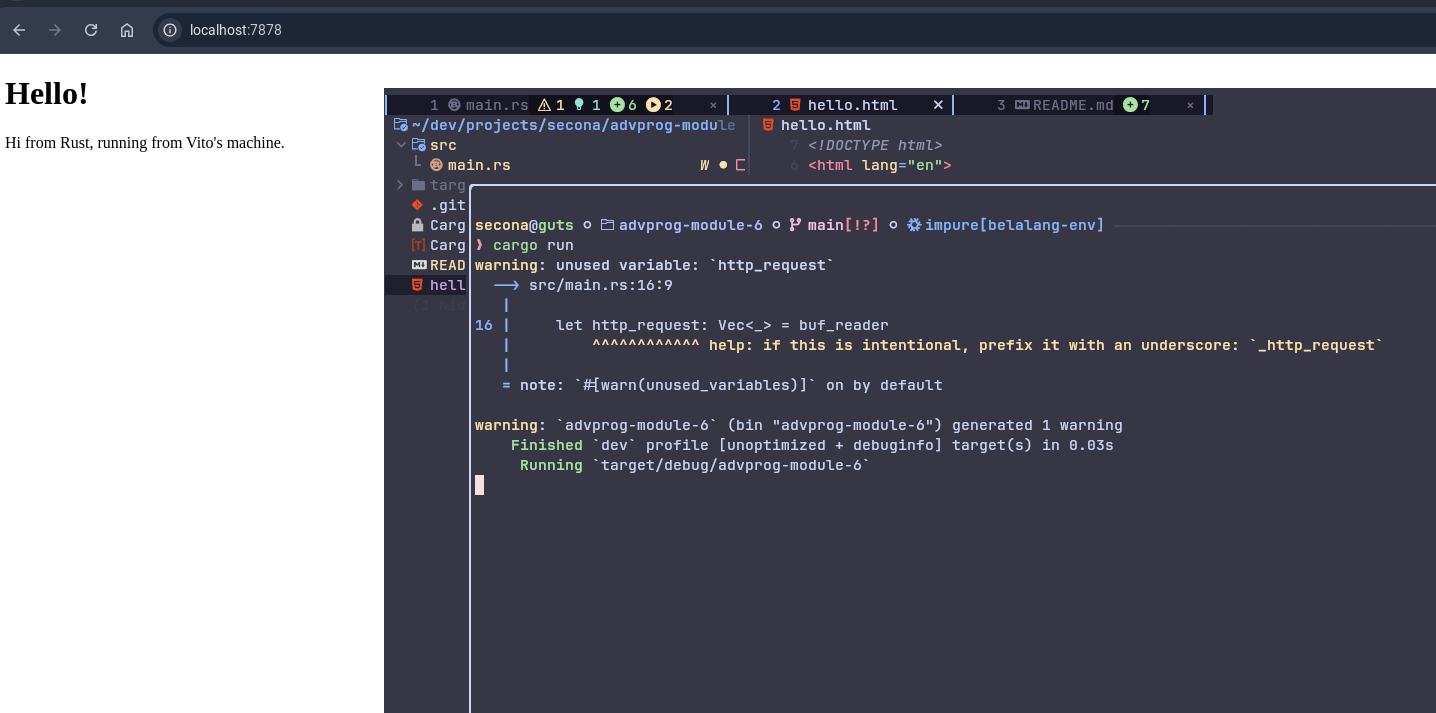 localhost:7878
Hello!
Hi from Rust, running from Vito's machine.
1 main.rs 1 1 6 2 × 2 hello.html × 3 README.md 7 ×
~/dev/projects/secona/advprog-module
hello.html
src
7 <!DOCTYPE html>
main.rs W
6 <html lang="en">
targ
.git
Carg
Carg
READ
hell
secona@guts advprog-module-6 main[!?] impure[belalang-env]
❱ cargo run
warning: unused variable: `http_request`
--> src/main.rs:16:9
|
16 | let http_request: Vec<_> = buf_reader
| ^^^^^^^^^^^^ help: if this is intentional, prefix it with an underscore: `_http_request`
|
= note: `#[warn(unused_variables)]` on by default
warning: `advprog-module-6` (bin "advprog-module-6") generated 1 warning
Finished `dev` profile [unoptimized + debuginfo] target(s) in 0.03s
Running `target/debug/advprog-module-6`